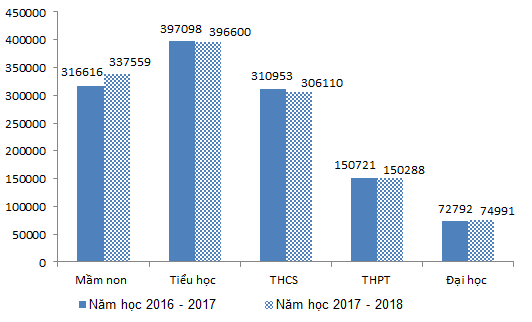 450000
400000
350000
300000
250000
200000
150000
100000
50000
0
316616
337559
397098
396600
310953
306110
150721
150288
72792
74991
Mầm non
Tiểu học
THCS
THPT
Đại học
Năm học 2016 - 2017
Năm học 2017 - 2018